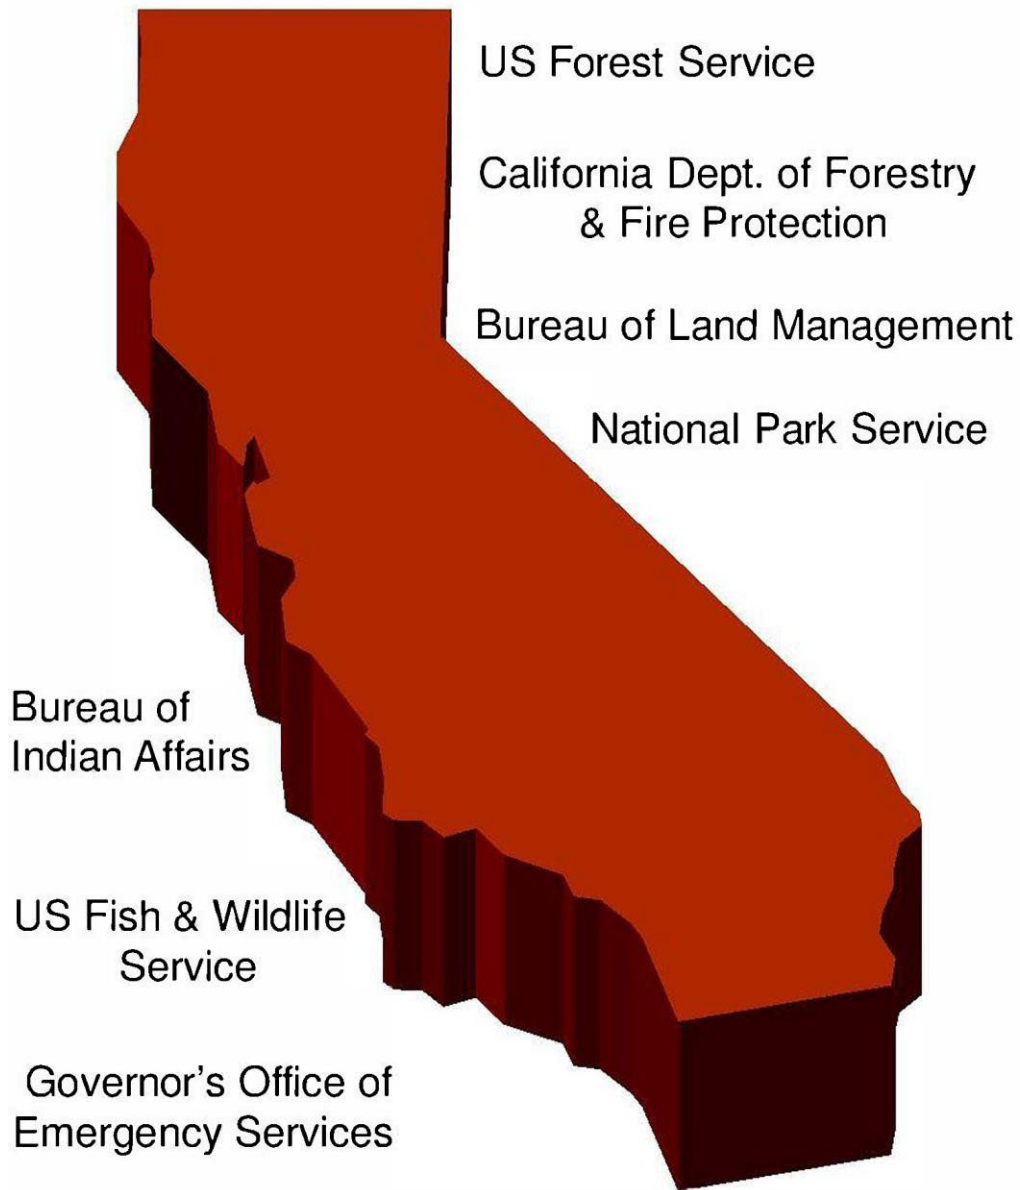 US Forest Service
California Dept. of Forestry
& Fire Protection
Bureau of Land Management
National Park Service
Bureau of
Indian Affairs
US Fish & Wildlife
Service
Governor's Office of
Emergency Services